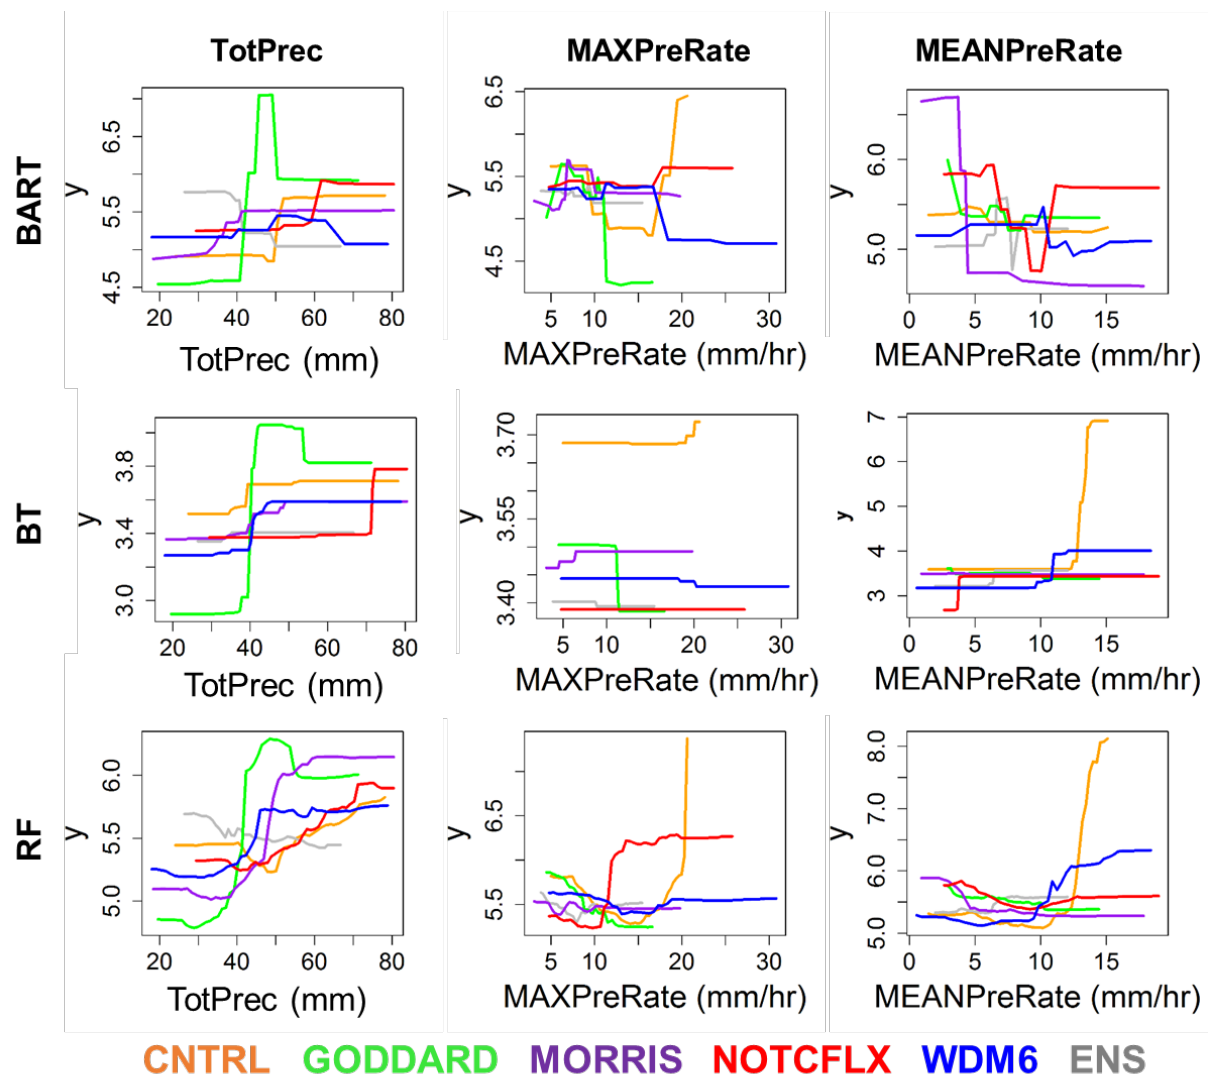 TotPrec MAXPreRate MEANPreRate
BART
y
4.5 5.5 6.5
20 40 60 80
TotPrec (mm)
y
4.5 5.5 6.5
5 10 20 30
MAXPreRate (mm/hr)
y
5.0 6.0
0 5 10 15
MEANPreRate (mm/hr)
BT
y
3.0 3.4 3.8
20 40 60 80
TotPrec (mm)
y
3.40 3.55 3.70
5 10 20 30
MAXPreRate (mm/hr)
y
3 4 5 6 7
0 5 10 15
MEANPreRate (mm/hr)
RF
y
5.0 5.5 6.0
20 40 60 80
TotPrec (mm)
y
5.5 6.5
5 10 20 30
MAXPreRate (mm/hr)
y
5.0 6.0 7.0 8.0
0 5 10 15
MEANPreRate (mm/hr)
CNTRL GODDARD MORRIS NOTCFLX WDM6 ENS